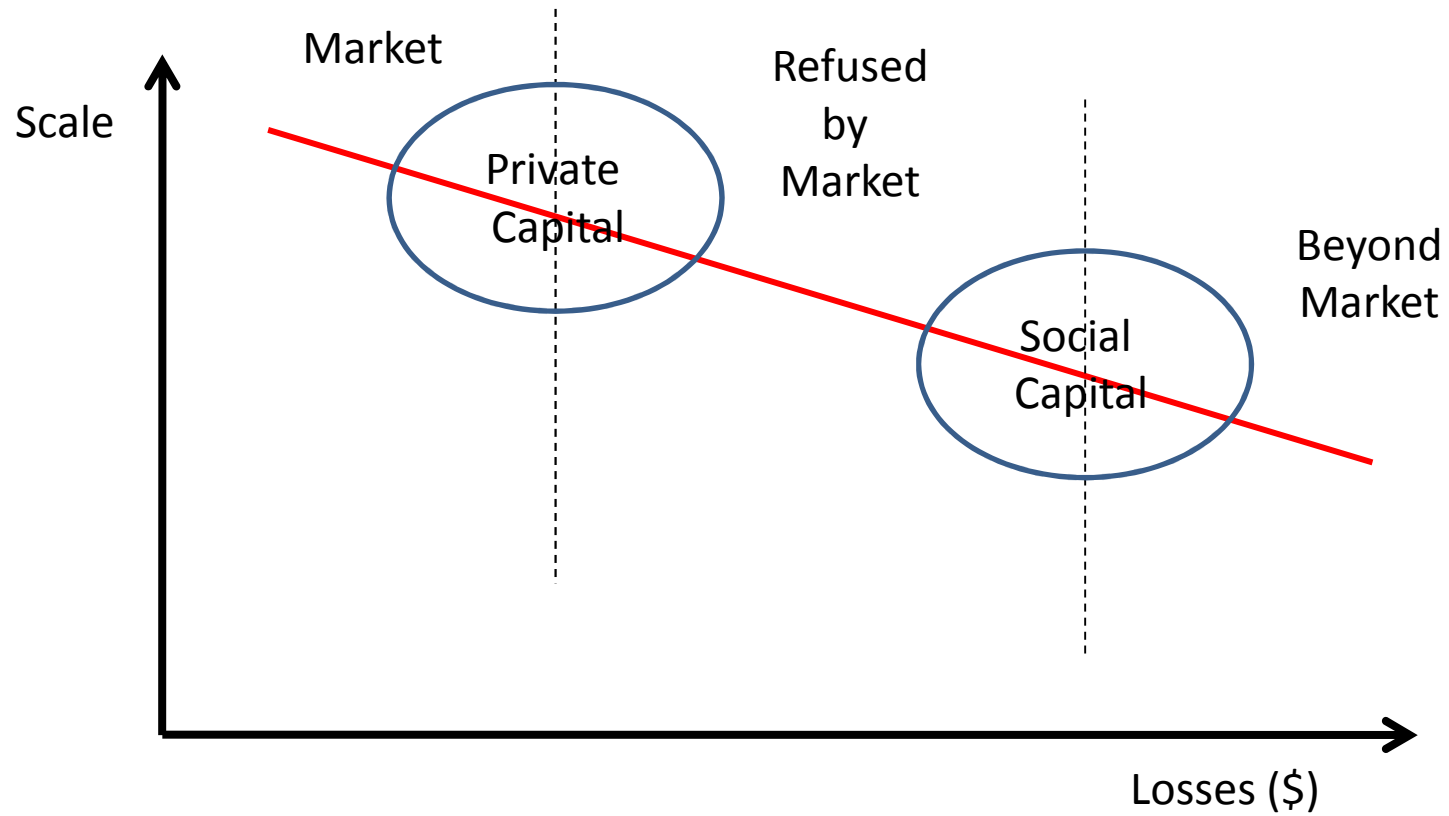 Market
Scale
Refused
by
Market
Private
Capital
Beyond
Market
Social
Capital
Losses ($)